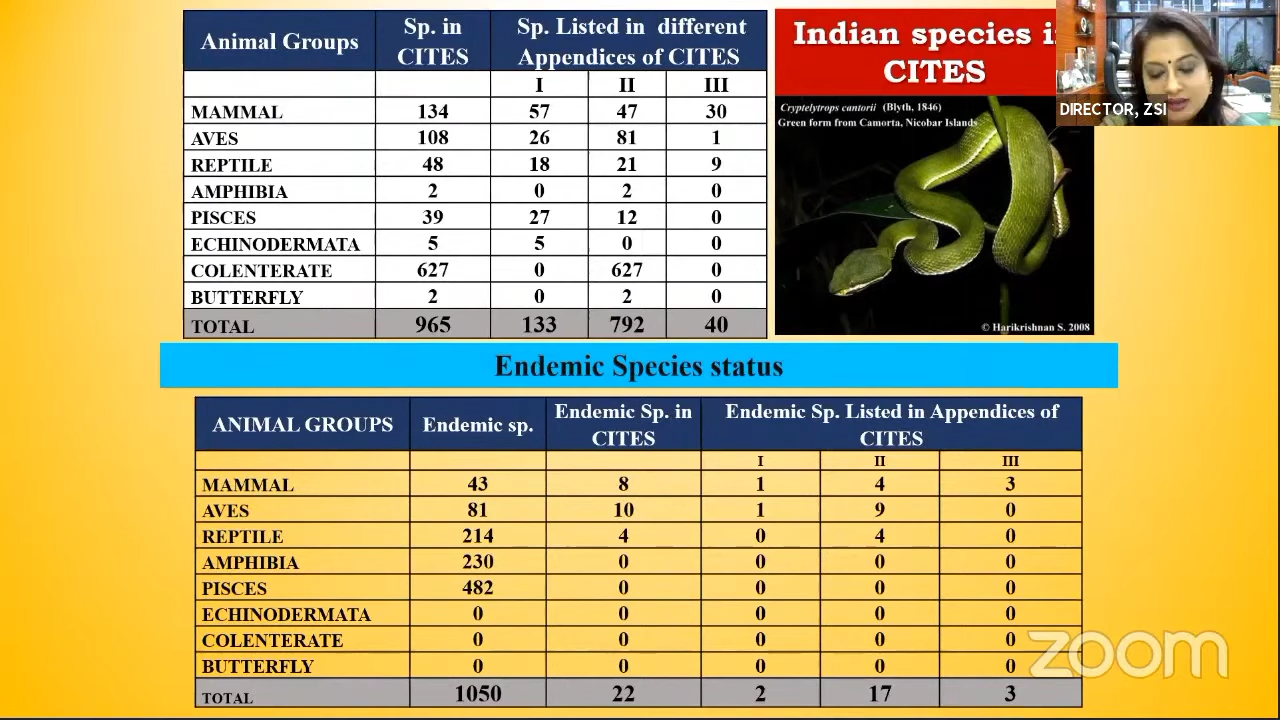 Animal Groups | Sp. in CITES | Sp. Listed in different Appendices of CITES
I II III
MAMMAL 134 57 47 30
AVES 108 26 81 1
REPTILE 48 18 21 9
AMPHIBIA 2 0 2 0
PISCES 39 27 12 0
ECHINODERMATA 5 5 0 0
COLENTERATE 627 0 627 0
BUTTERFLY 2 0 2 0
TOTAL 965 133 792 40
Indian species
CITES
DIRECTOR, ZSI
Cryptelytrops cantorii (Blyth, 1846)
Green form from Camorta, Nicobar Islands
© Harikrishnan S. 2008
Endemic Species status
ANIMAL GROUPS | Endemic sp. | Endemic Sp. in CITES | Endemic Sp. Listed in Appendices of CITES
I II III
MAMMAL 43 8 1 4 3
AVES 81 10 1 9 0
REPTILE 214 4 0 4 0
AMPHIBIA 230 0 0 0 0
PISCES 482 0 0 0 0
ECHINODERMATA 0 0 0 0 0
COLENTERATE 0 0 0 0 0
BUTTERFLY 0 0 0 0 0
TOTAL 1050 22 2 17 3
zoom